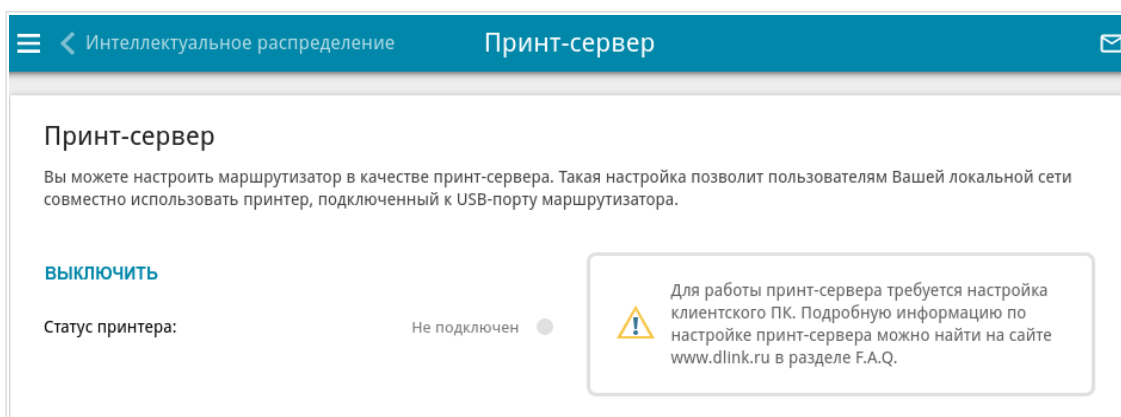 Интеллектуальное распределение
Принт-сервер
Принт-сервер
Вы можете настроить маршрутизатор в качестве принт-сервера. Такая настройка позволит пользователям Вашей локальной сети
совместно использовать принтер, подключенный к USB-порту маршрутизатора.
ВЫКЛЮЧИТЬ
Статус принтера:
Не подключен
Для работы принт-сервера требуется настройка
клиентского ПК. Подробную информацию по
настройке принт-сервера можно найти на сайте
www.dlink.ru в разделе F.A.Q.